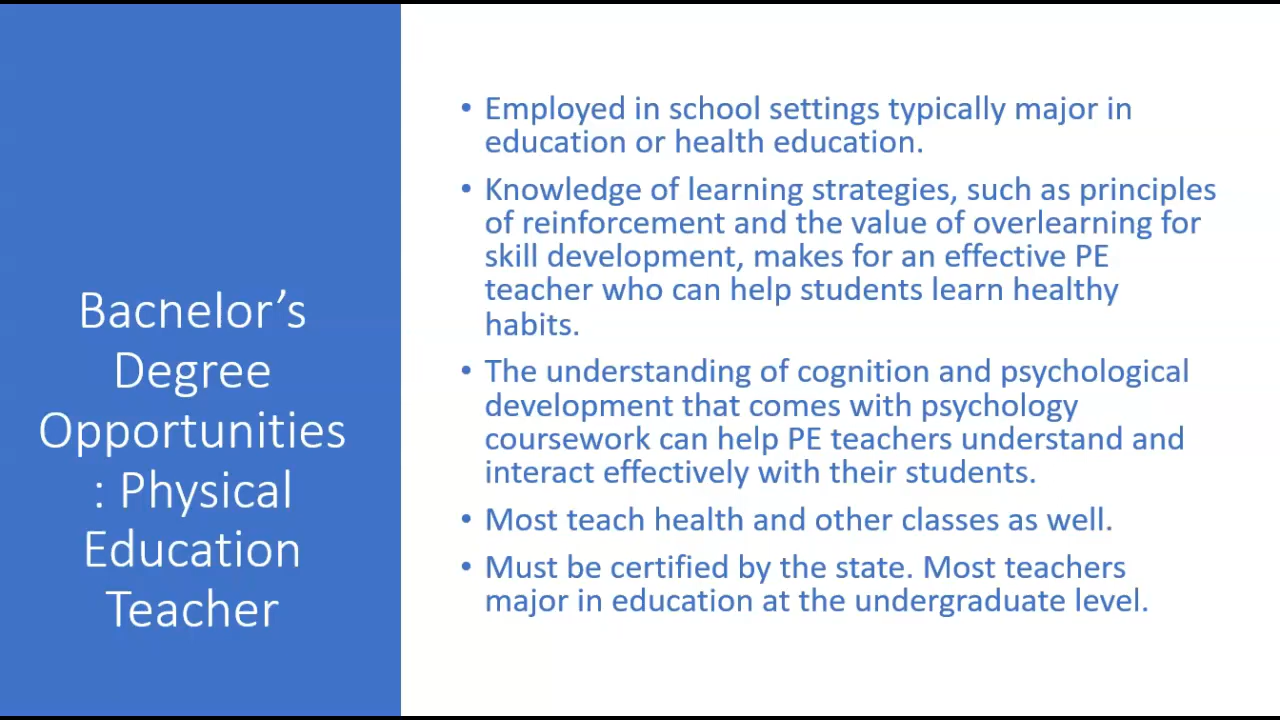 Bachelor’s
Degree
Opportunities
: Physical
Education
Teacher
• Employed in school settings typically major in
education or health education.
• Knowledge of learning strategies, such as principles
of reinforcement and the value of overlearning for
skill development, makes for an effective PE
teacher who can help students learn healthy
habits.
• The understanding of cognition and psychological
development that comes with psychology
coursework can help PE teachers understand and
interact effectively with their students.
• Most teach health and other classes as well.
• Must be certified by the state. Most teachers
major in education at the undergraduate level.